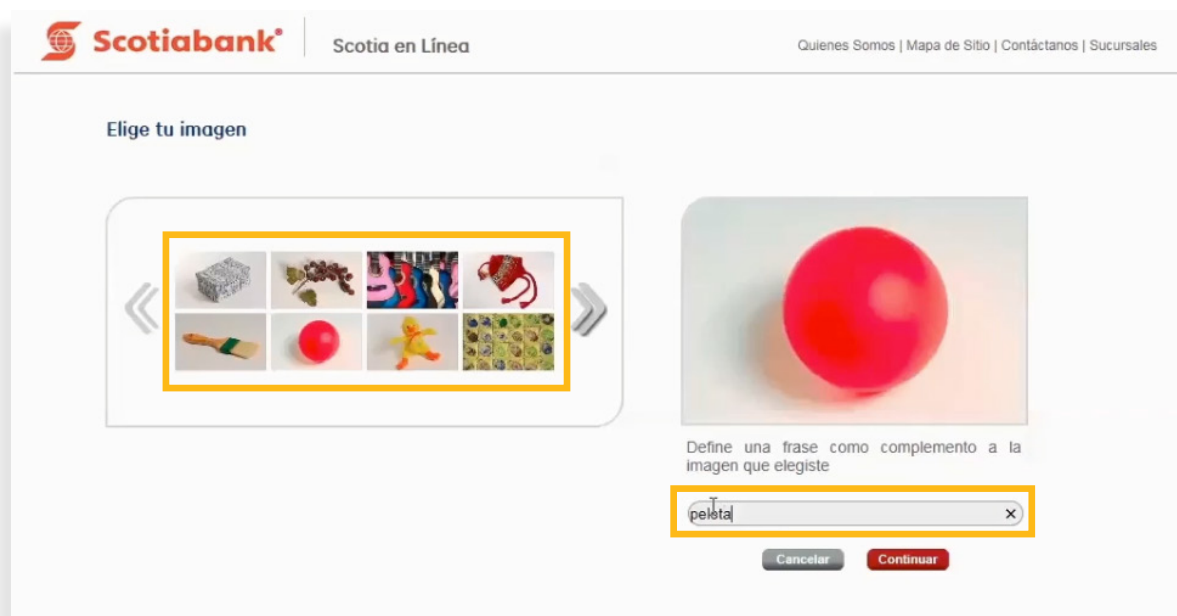 Scotiabank
Scotia en Línea
Quienes Somos | Mapa de Sitio | Contáctanos | Sucursales
Elige tu imagen
Define una frase como complemento a la
imagen que elegiste
pelota
Cancelar
Continuar